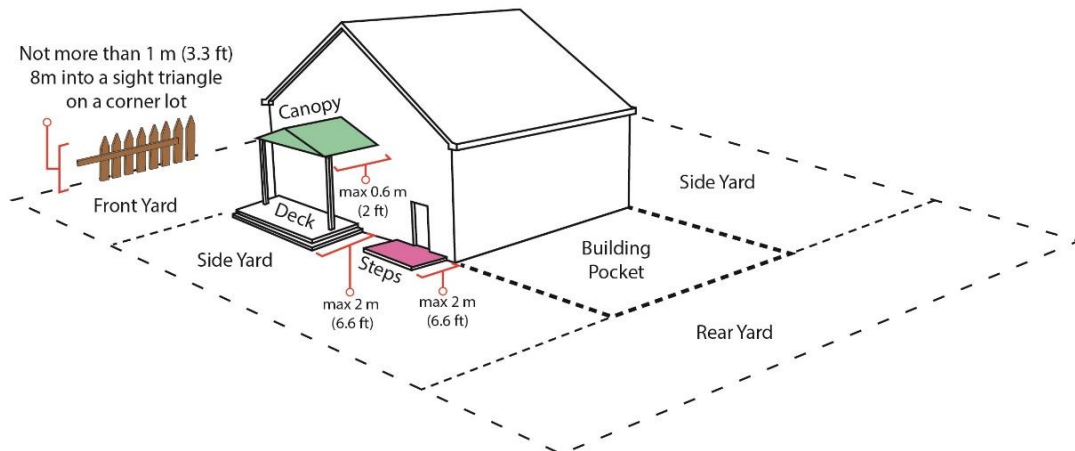 Not more than 1 m (3.3 ft)
8m into a sight triangle
on a corner lot
Canopy
max 0.6 m
(2 ft)
Side Yard
Front Yard
Deck
Side Yard
Steps
Building
Pocket
max 2 m
(6.6 ft)
max 2 m
(6.6 ft)
Rear Yard